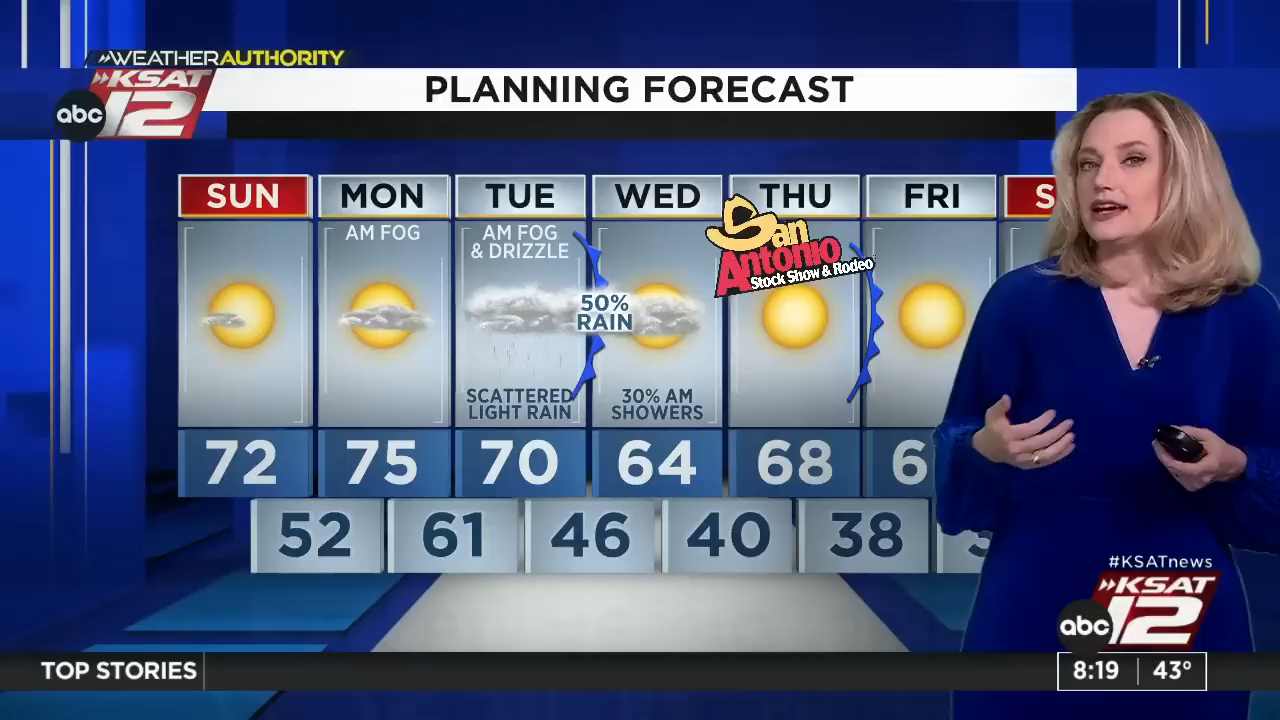 WEATHER AUTHORITY
KSAT
abc 12
PLANNING FORECAST
SUN MON TUE WED THU FRI S
AM FOG
AM FOG
& DRIZZLE
San
Antonio
Stock Show & Rodeo
50%
RAIN
SCATTERED
LIGHT RAIN
30% AM
SHOWERS
72 75 70 64 68 6
52 61 46 40 38
#KSATnews
KSAT
abc 12
TOP STORIES
8:19 43°